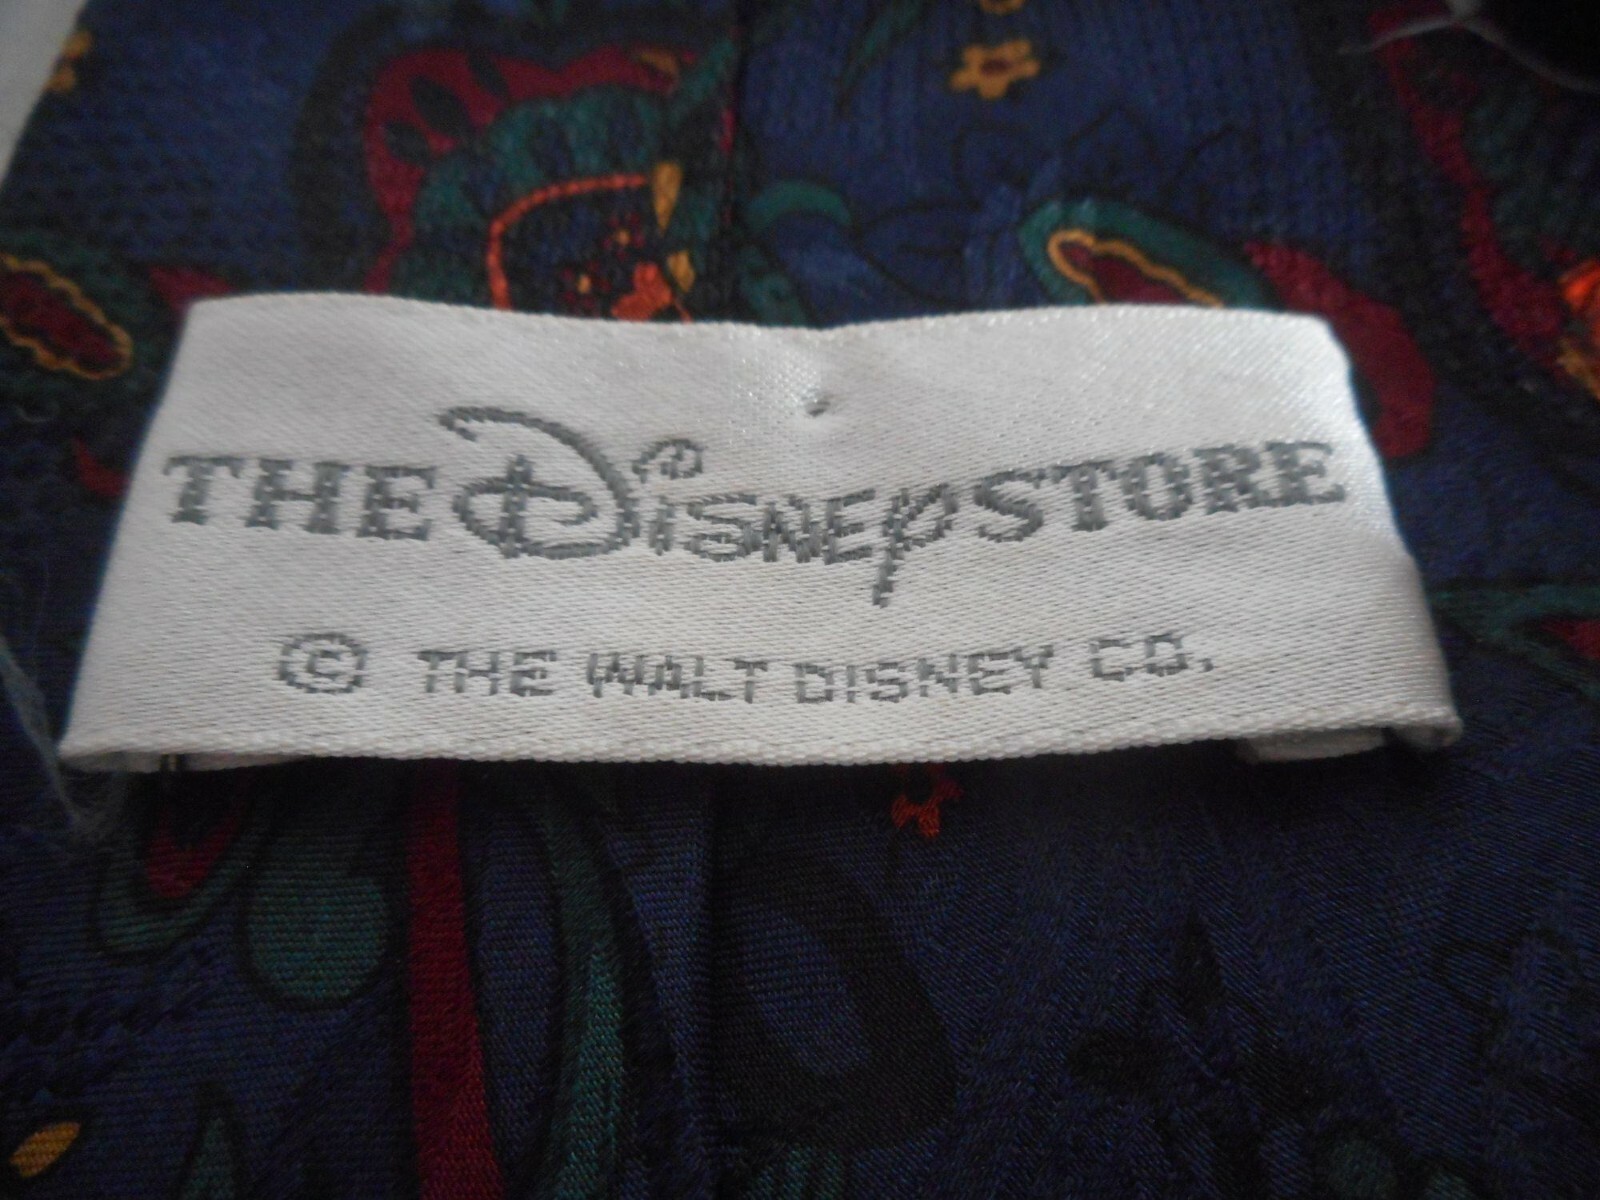 THE Disney STORE
© THE WALT DISNEY CO.